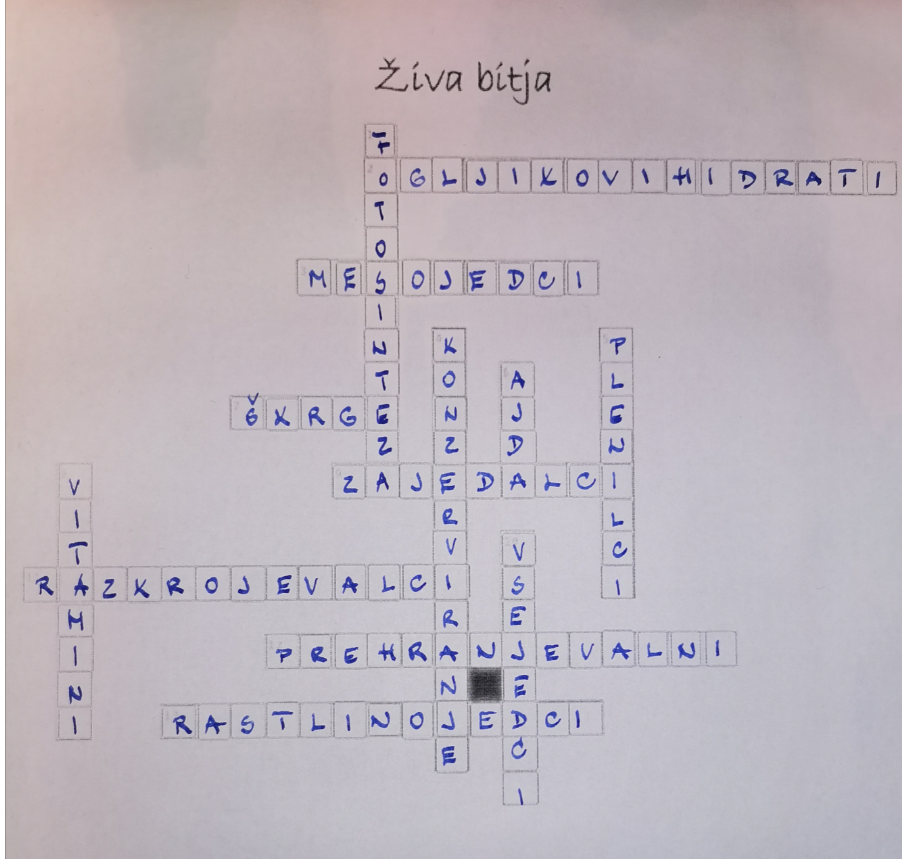 Živa bitja
FOTOSINTEZA
OGLJIKOVIHIDRATI
MESOJEDCI
KONZERVIRANJE
PLENILCI
AJDA
ŠKRGE
VITAMINI
ZAJEDALCI
VSEJEDCI
RAZKROJEVALCI
PREHRANJEVALNI
RASTLINOJEDCI